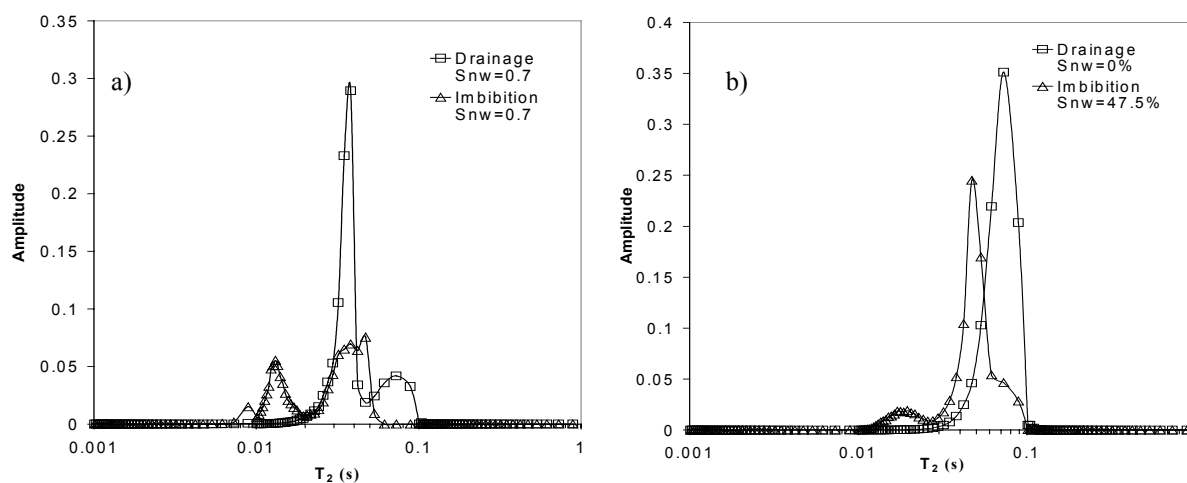 a)
0.35
0.3
0.25
0.2
0.15
0.1
0.05
0
Amplitude
Drainage
Snw=0.7
Imbibition
Snw=0.7
0.001
0.01
0.1
1
T₂ (s)
b)
0.4
0.35
0.3
0.25
0.2
0.15
0.1
0.05
0
Amplitude
Drainage
Snw=0%
Imbibition
Snw=47.5%
0.001
0.01
0.1
T₂ (s)